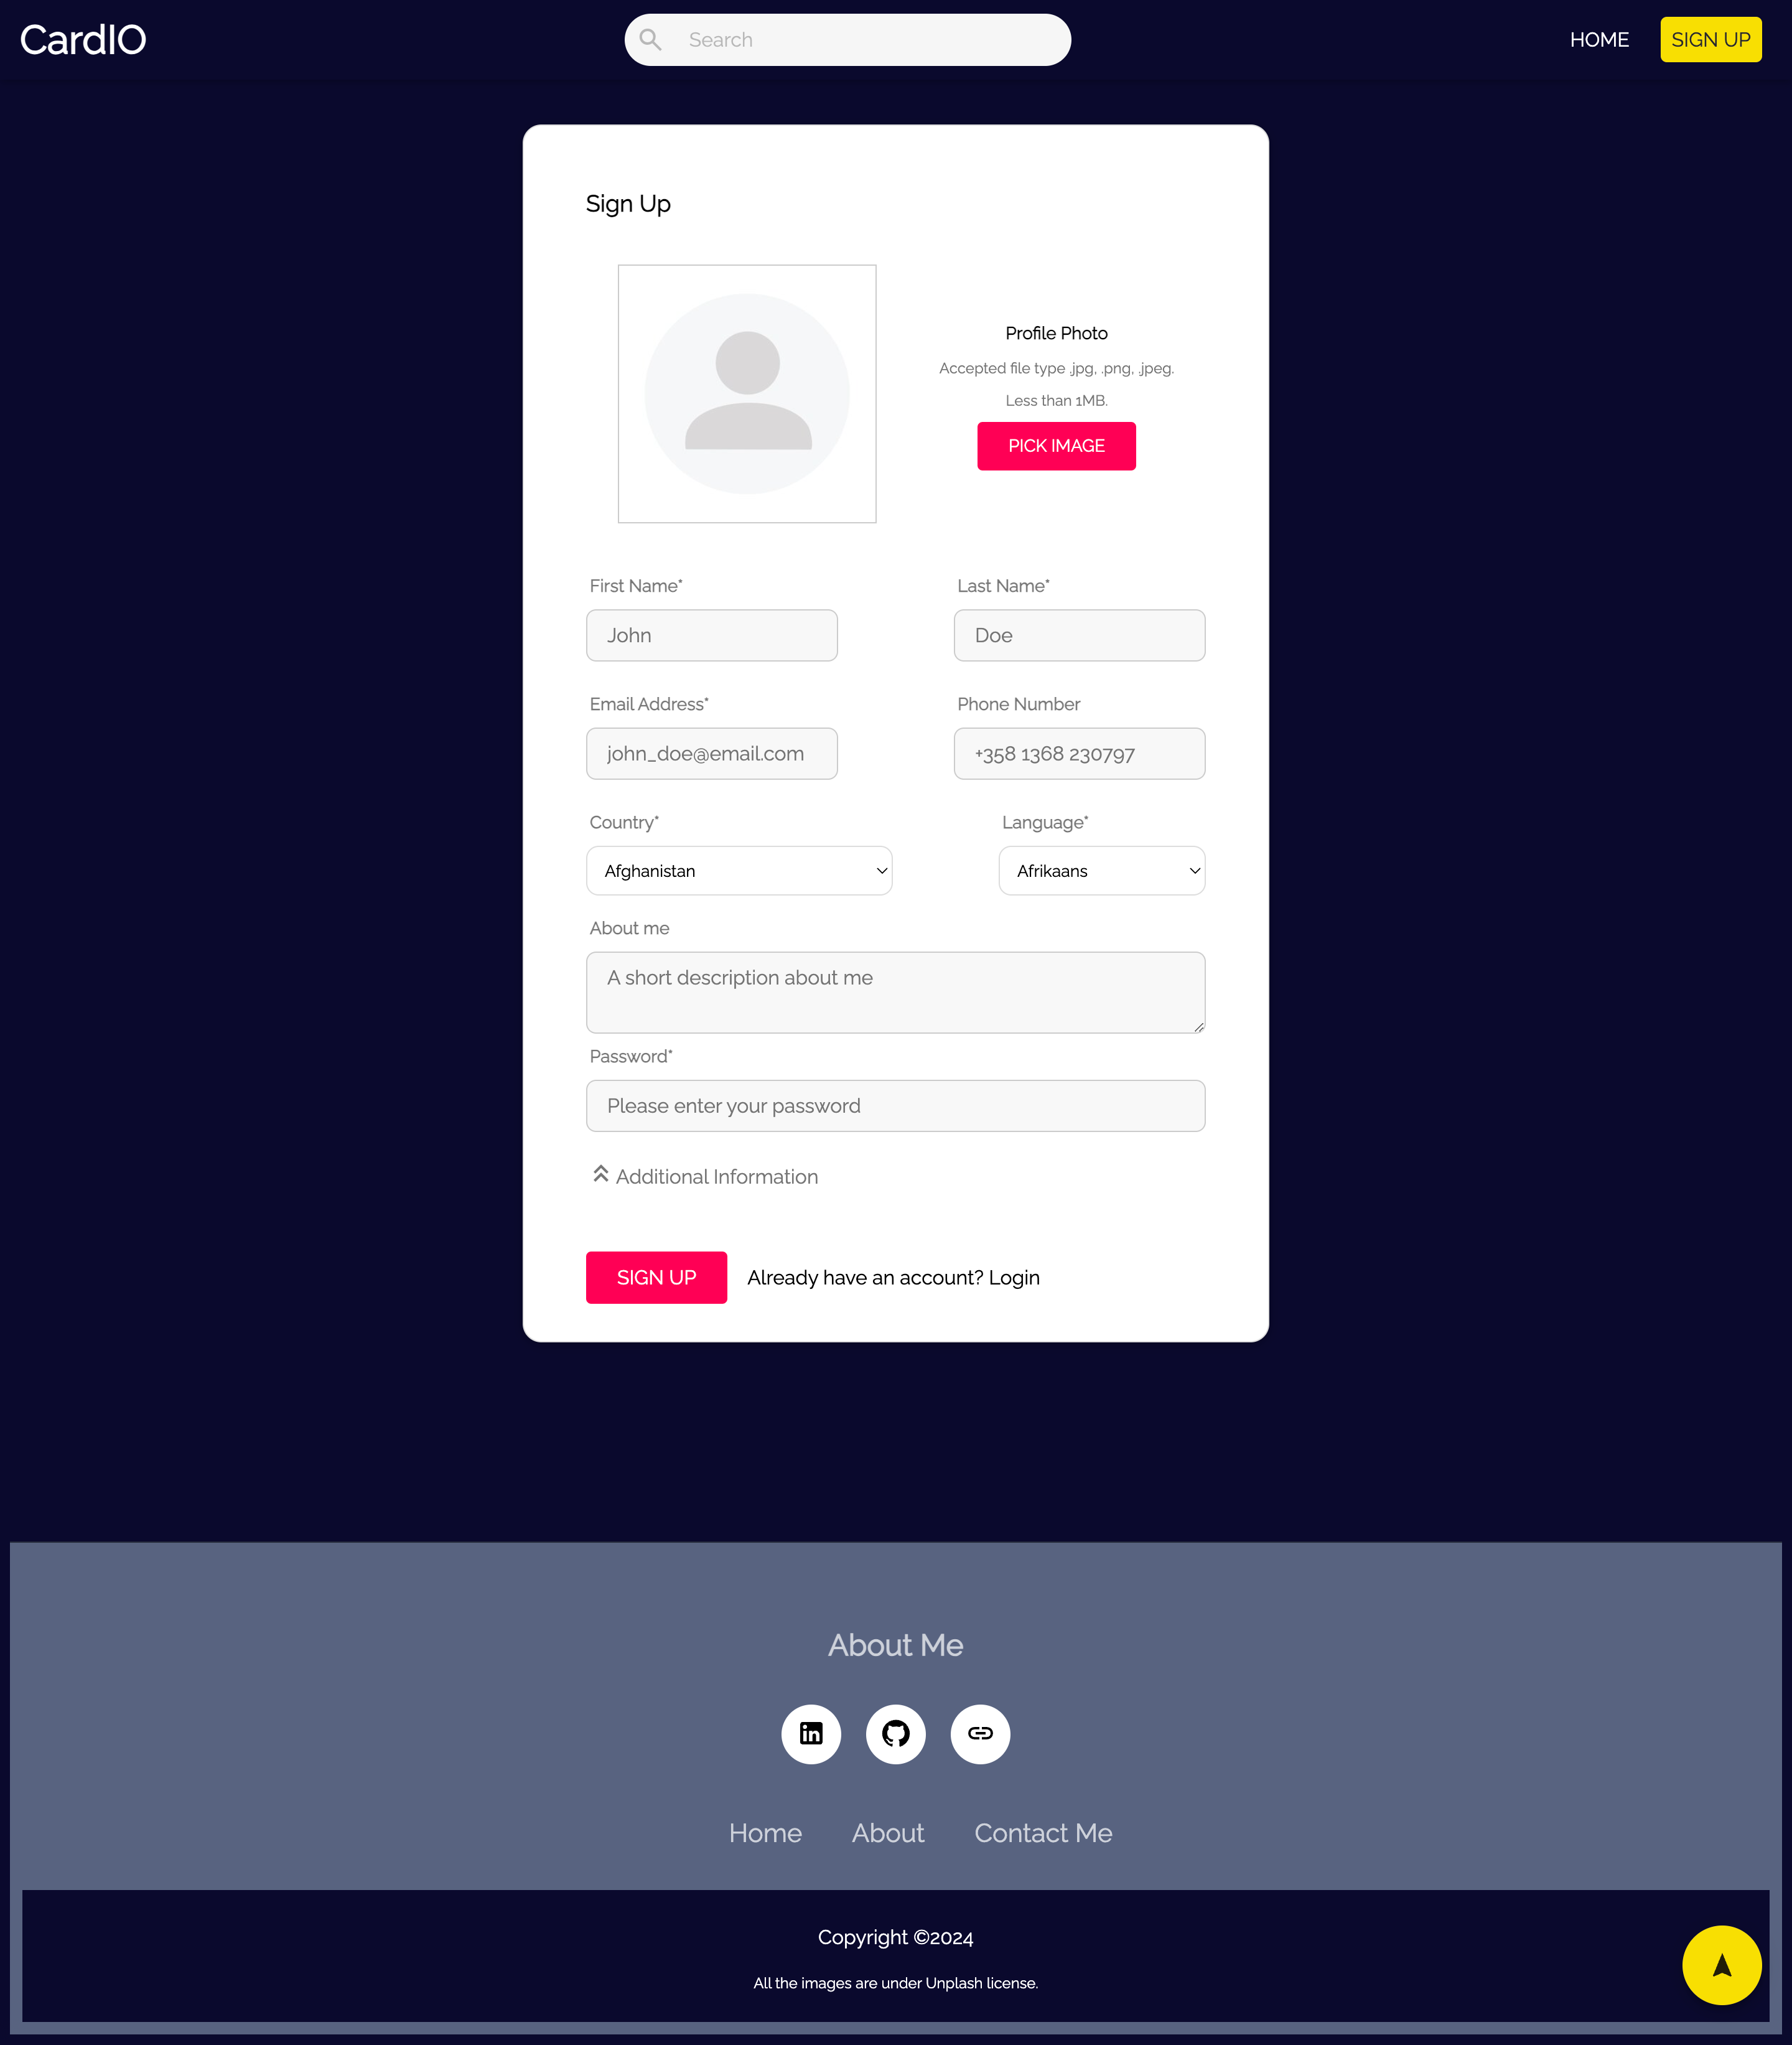 CardIO
Search
HOME
SIGN UP
Sign Up
Profile Photo
Accepted file type .jpg, .png, .jpeg.
Less than 1MB.
PICK IMAGE
First Name*
Last Name*
John
Doe
Email Address*
Phone Number
john_doe@email.com
+358 1368 230797
Country*
Language*
Afghanistan
Afrikaans
About me
A short description about me
Password*
Please enter your password
Additional Information
SIGN UP
Already have an account? Login
About Me
in
Home
About
Contact Me
Copyright ©2024
All the images are under Unplash license.